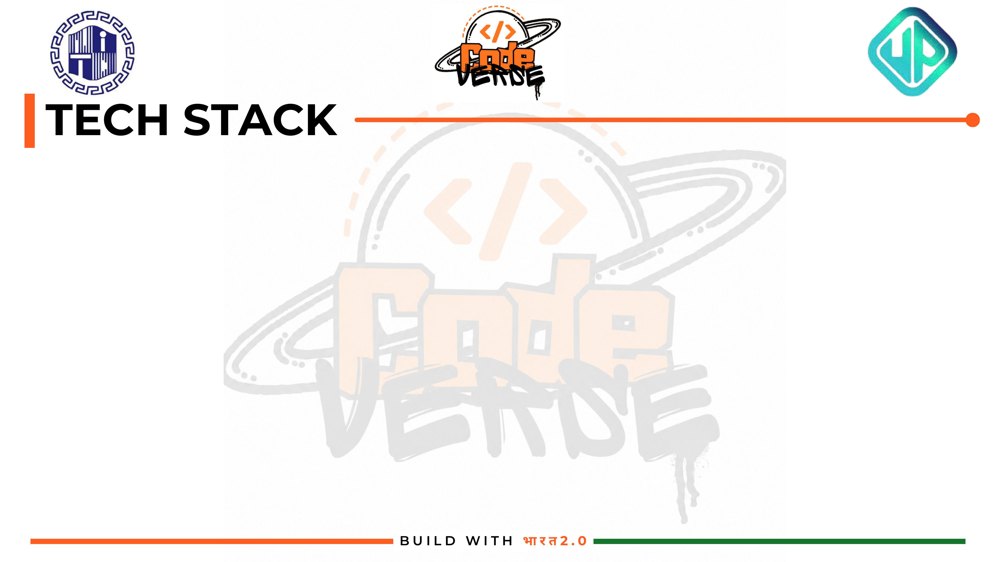 Code
VERSE
TECH STACK
</>
Code
VERSE
BUILD WITH भारत2.0